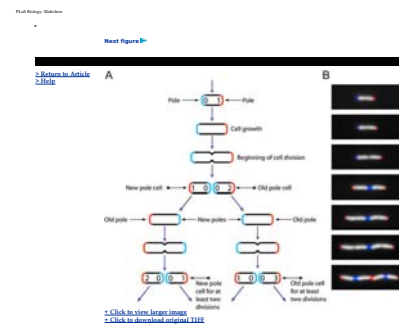 PLoS Biology: Slideshow
Next figure
> Return to Article
> Help
A
B
Pole
0 1
Pole
Cell growth
Beginning of cell division
New pole cell
1 0 0 2
Old pole cell
Old pole
New poles
Old pole
2 0 0 1
New pole
cell for at
least two
divisions
1 0 0 3
Old pole
cell for at
least
two divisions
+ Click to view larger image
+ Click to download original TIFF